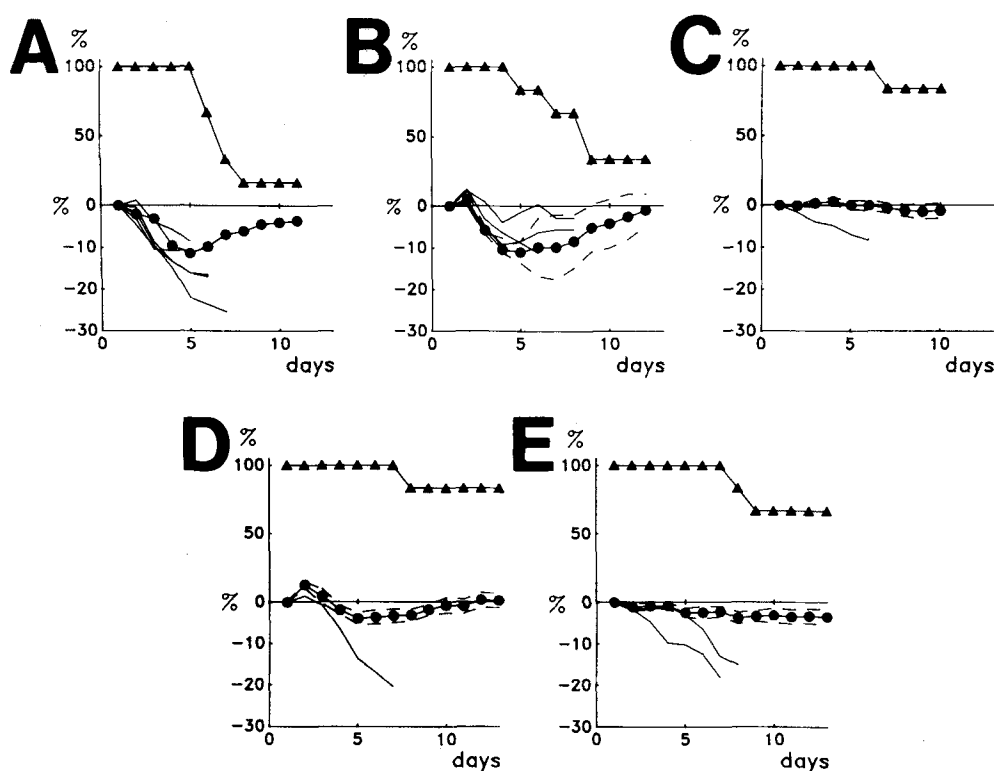 A % B % C %
100 100 100
50 50 50
% 0 % 0 % 0
-10 -10 -10
-20 -20 -20
-30 -30 -30
0 5 10 0 5 10 0 5 10
days days days
D % E %
100 100
50 50
% 0 % 0
-10 -10
-20 -20
-30 -30
0 5 10 0 5 10
days days